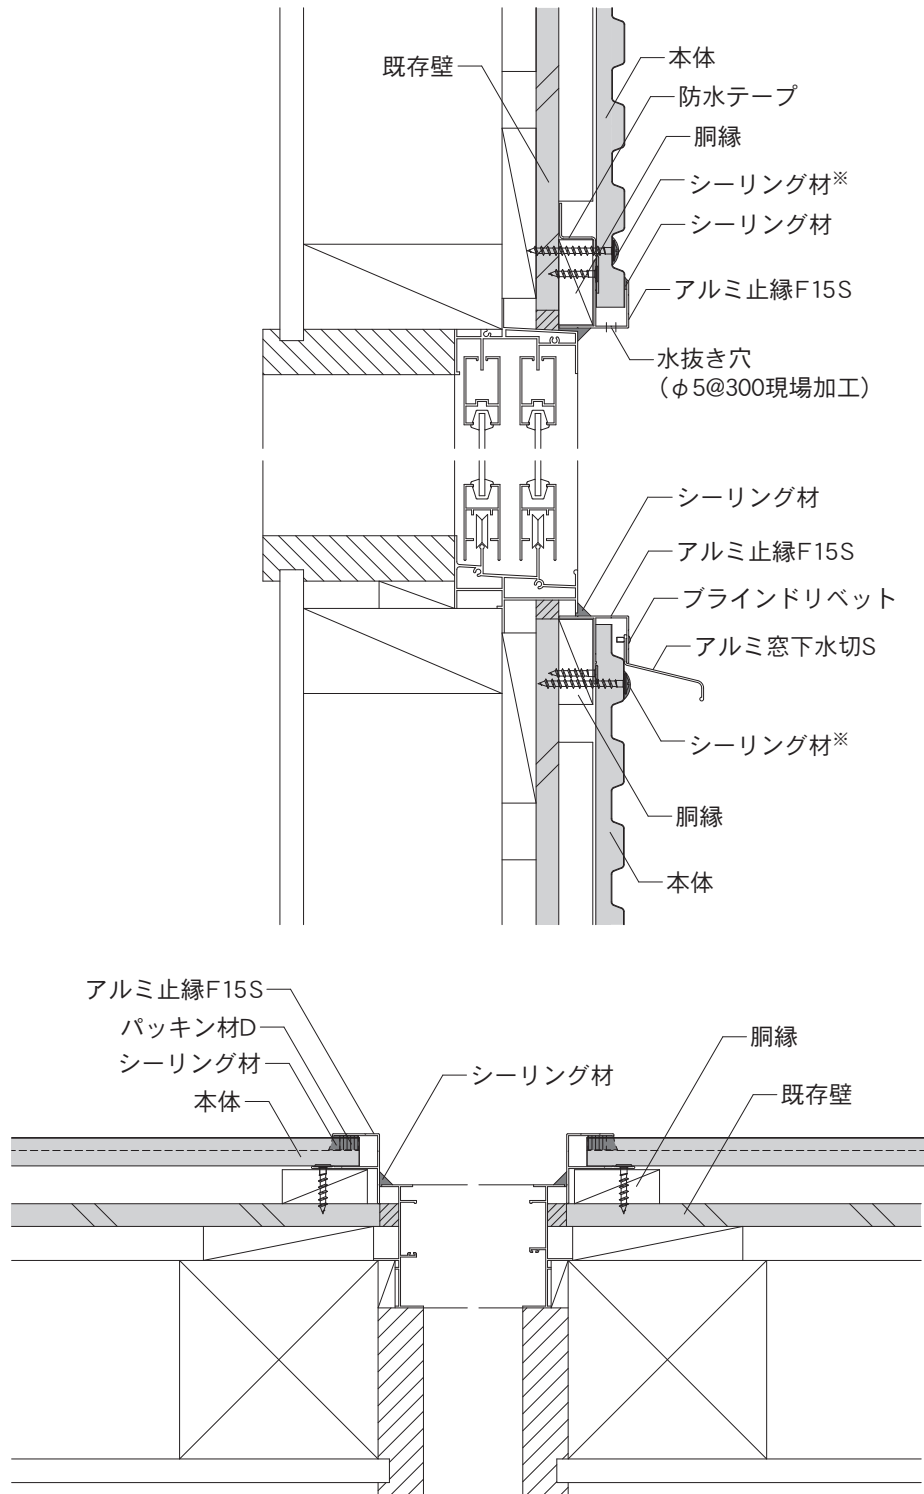 既存壁
本体
防水テープ
胴縁
シーリング材※
シーリング材
アルミ止縁F15S
水抜き穴
（φ5@300現場加工）
シーリング材
アルミ止縁F15S
ブラインドリベット
アルミ窓下水切S
シーリング材※
胴縁
本体
アルミ止縁F15S
パッキン材D
シーリング材
本体
シーリング材
胴縁
既存壁